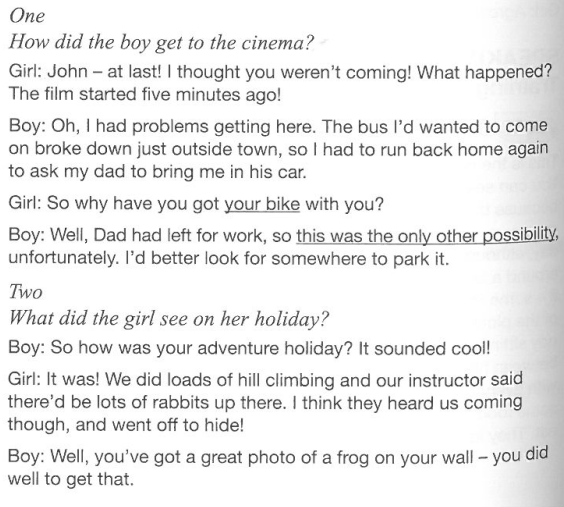 One
How did the boy get to the cinema?
Girl: John – at last! I thought you weren't coming! What happened?
The film started five minutes ago!
Boy: Oh, I had problems getting here. The bus I'd wanted to come
on broke down just outside town, so I had to run back home again
to ask my dad to bring me in his car.
Girl: So why have you got your bike with you?
Boy: Well, Dad had left for work, so this was the only other possibility,
unfortunately. I'd better look for somewhere to park it.
Two
What did the girl see on her holiday?
Boy: So how was your adventure holiday? It sounded cool!
Girl: It was! We did loads of hill climbing and our instructor said
there'd be lots of rabbits up there. I think they heard us coming
though, and went off to hide!
Boy: Well, you've got a great photo of a frog on your wall – you did
well to get that.